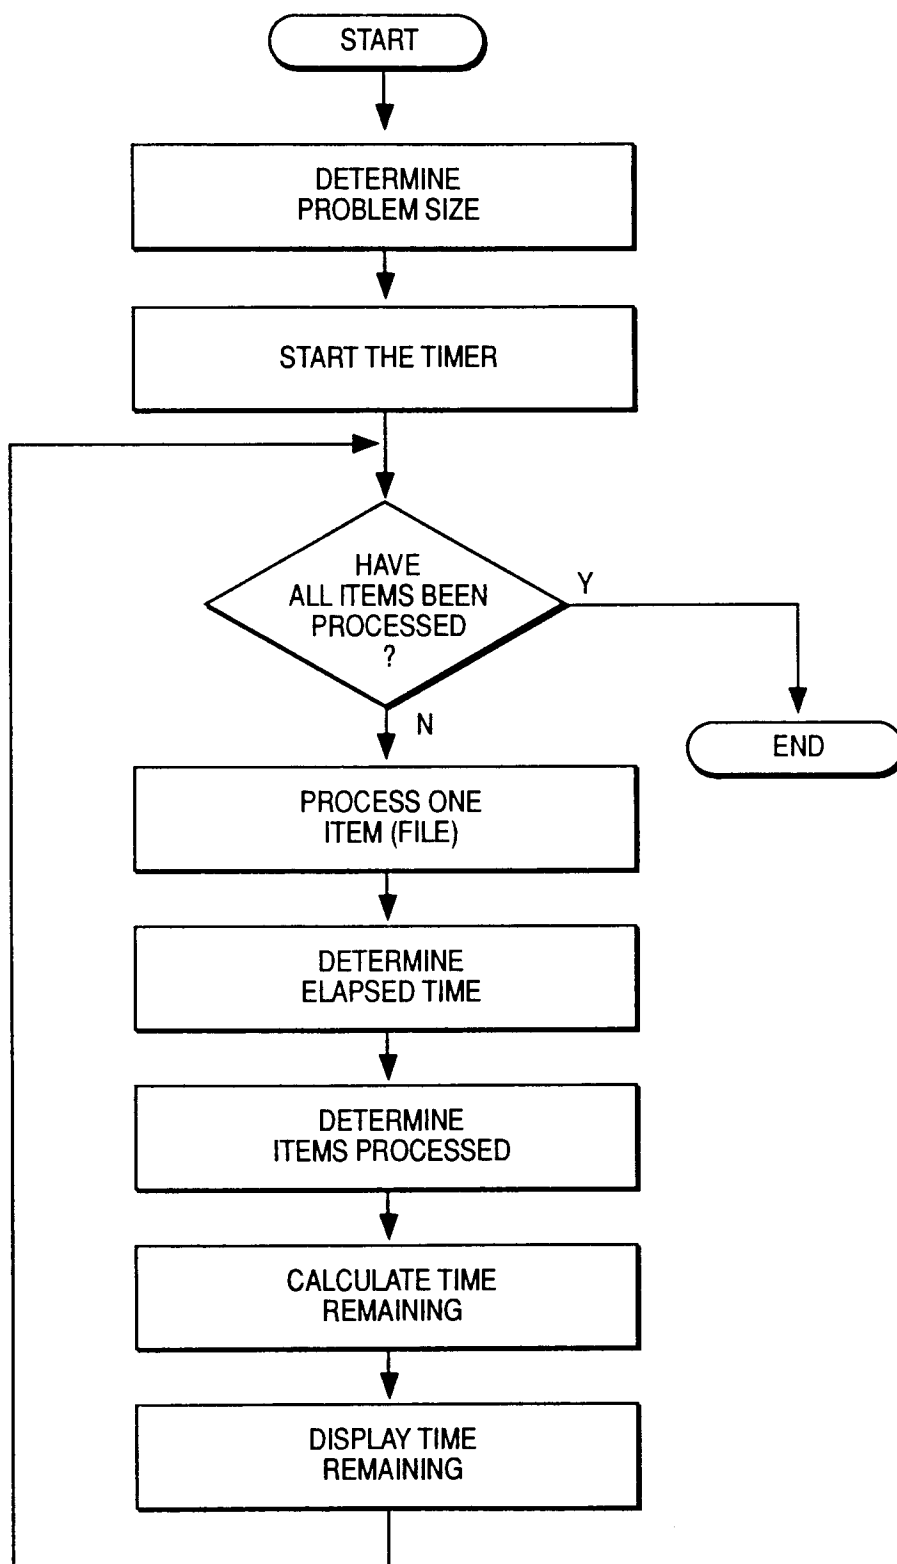 START
DETERMINE
PROBLEM SIZE
START THE TIMER
HAVE
ALL ITEMS BEEN
PROCESSED
?
Y
N
END
PROCESS ONE
ITEM (FILE)
DETERMINE
ELAPSED TIME
DETERMINE
ITEMS PROCESSED
CALCULATE TIME
REMAINING
DISPLAY TIME
REMAINING